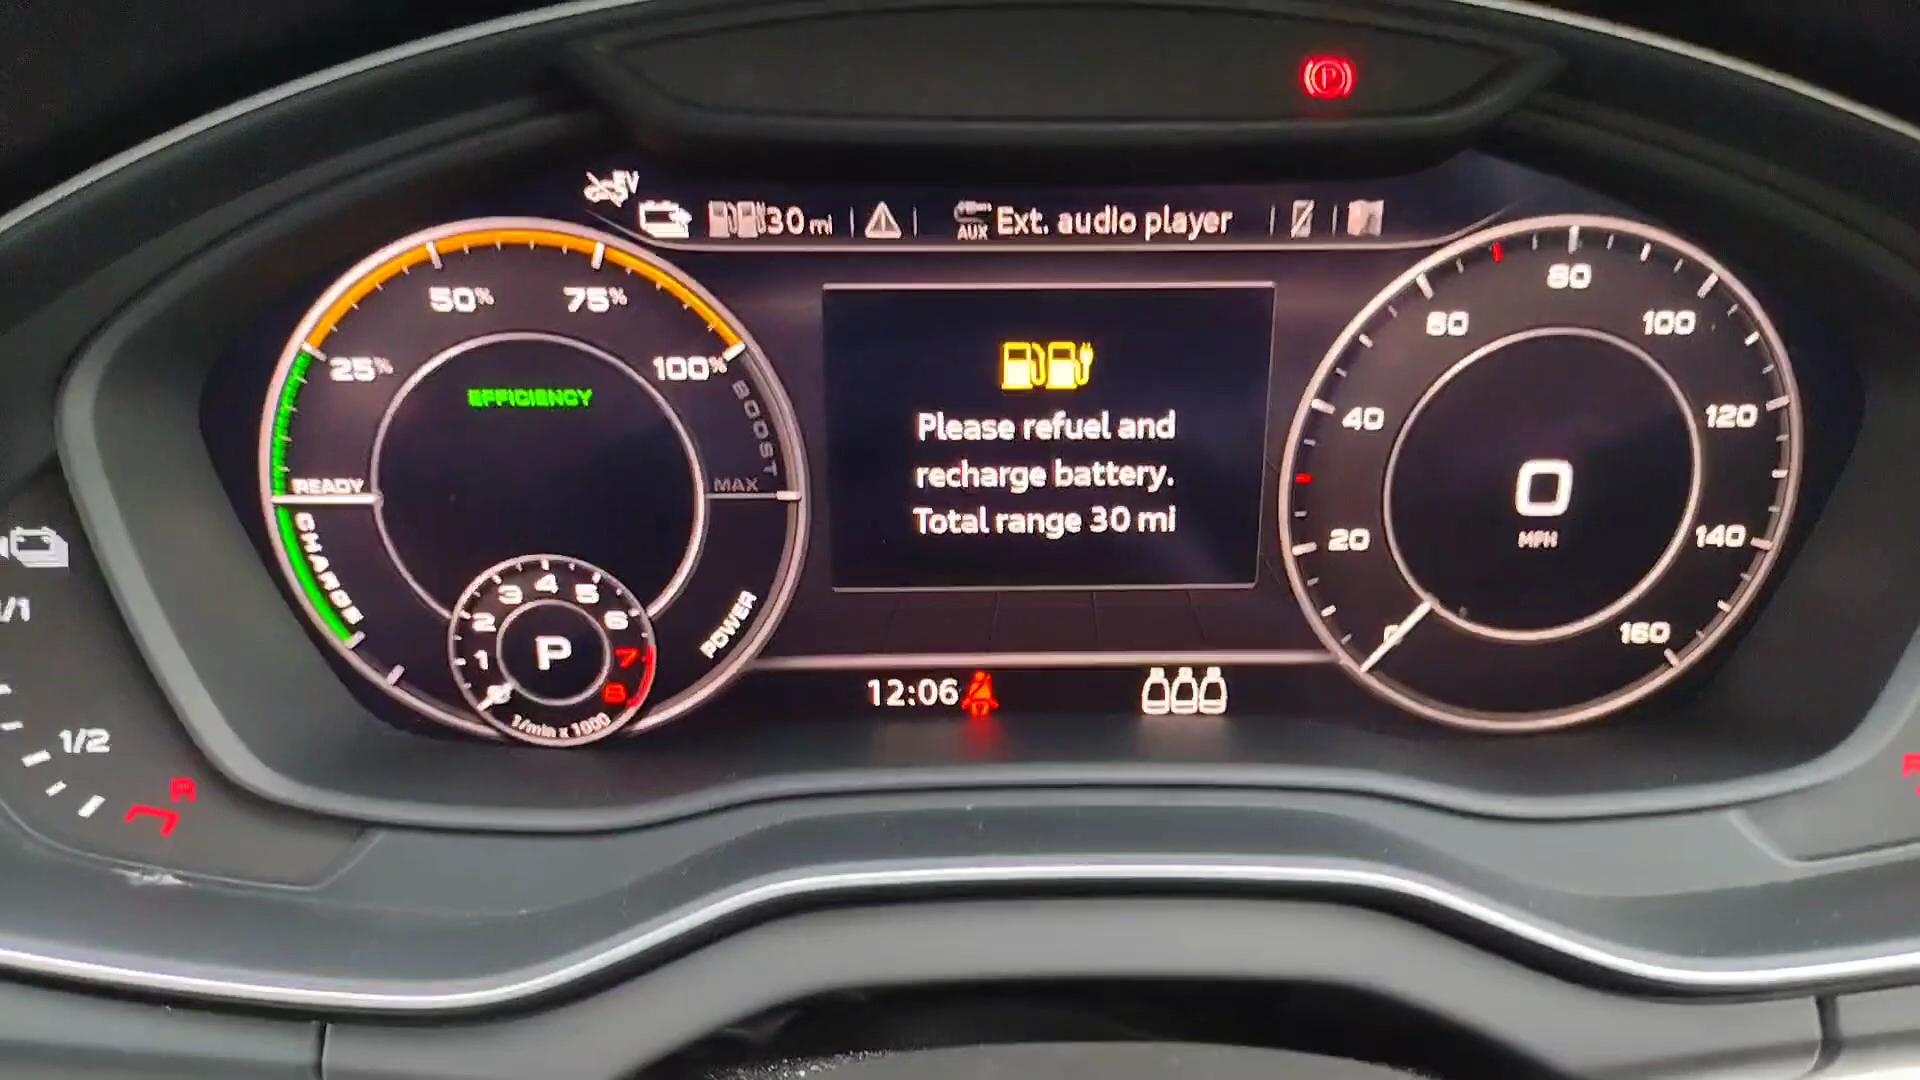 P
EV
30 mi
AUX
Ext. audio player
50%
75%
25%
100%
EFFICIENCY
BOOST
READY
MAX
CHARGE
POWER
1
2
3
4
5
6
7
8
P
1/min x 1000
Please refuel and
recharge battery.
Total range 30 mi
12:06
0
20
40
60
80
100
120
140
160
0
MPH
1/1
1/2